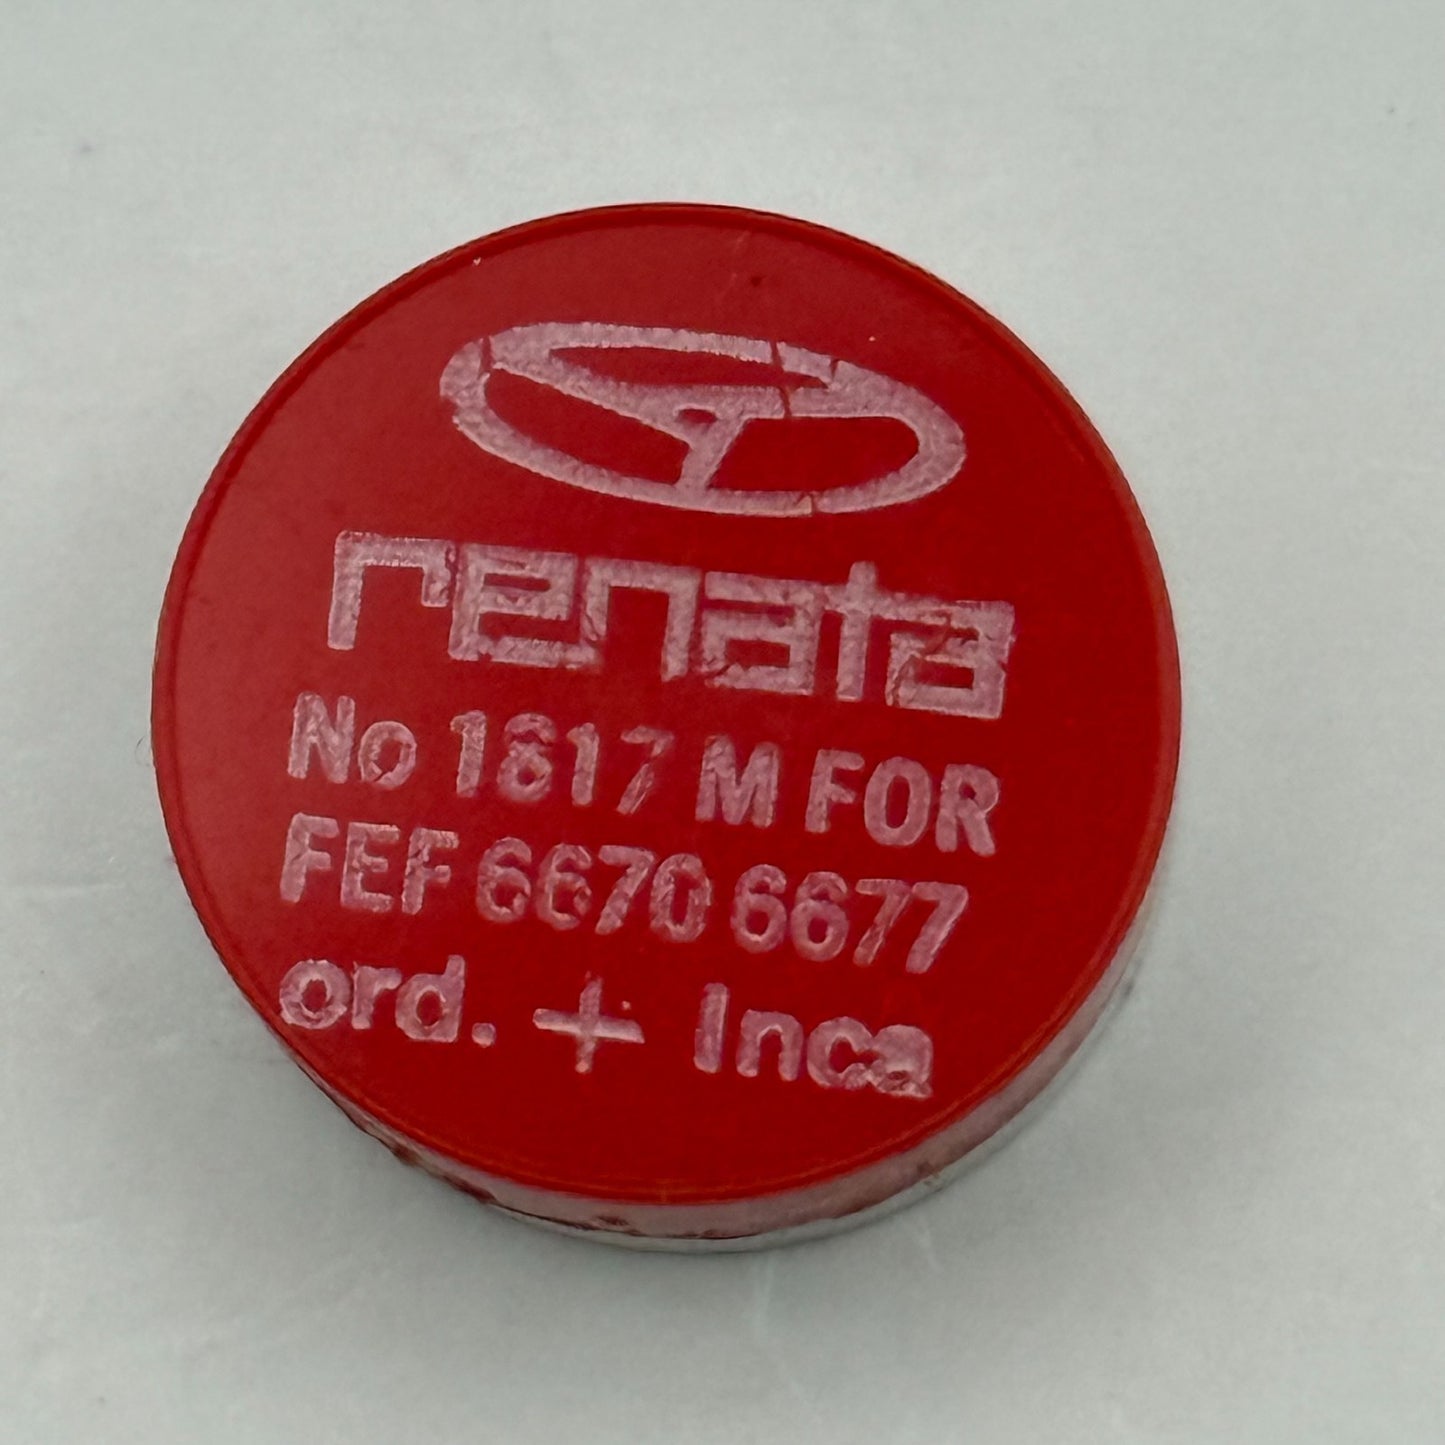 renata
No 1817 M FOR
FEF 6670 6677
ord. + Inca